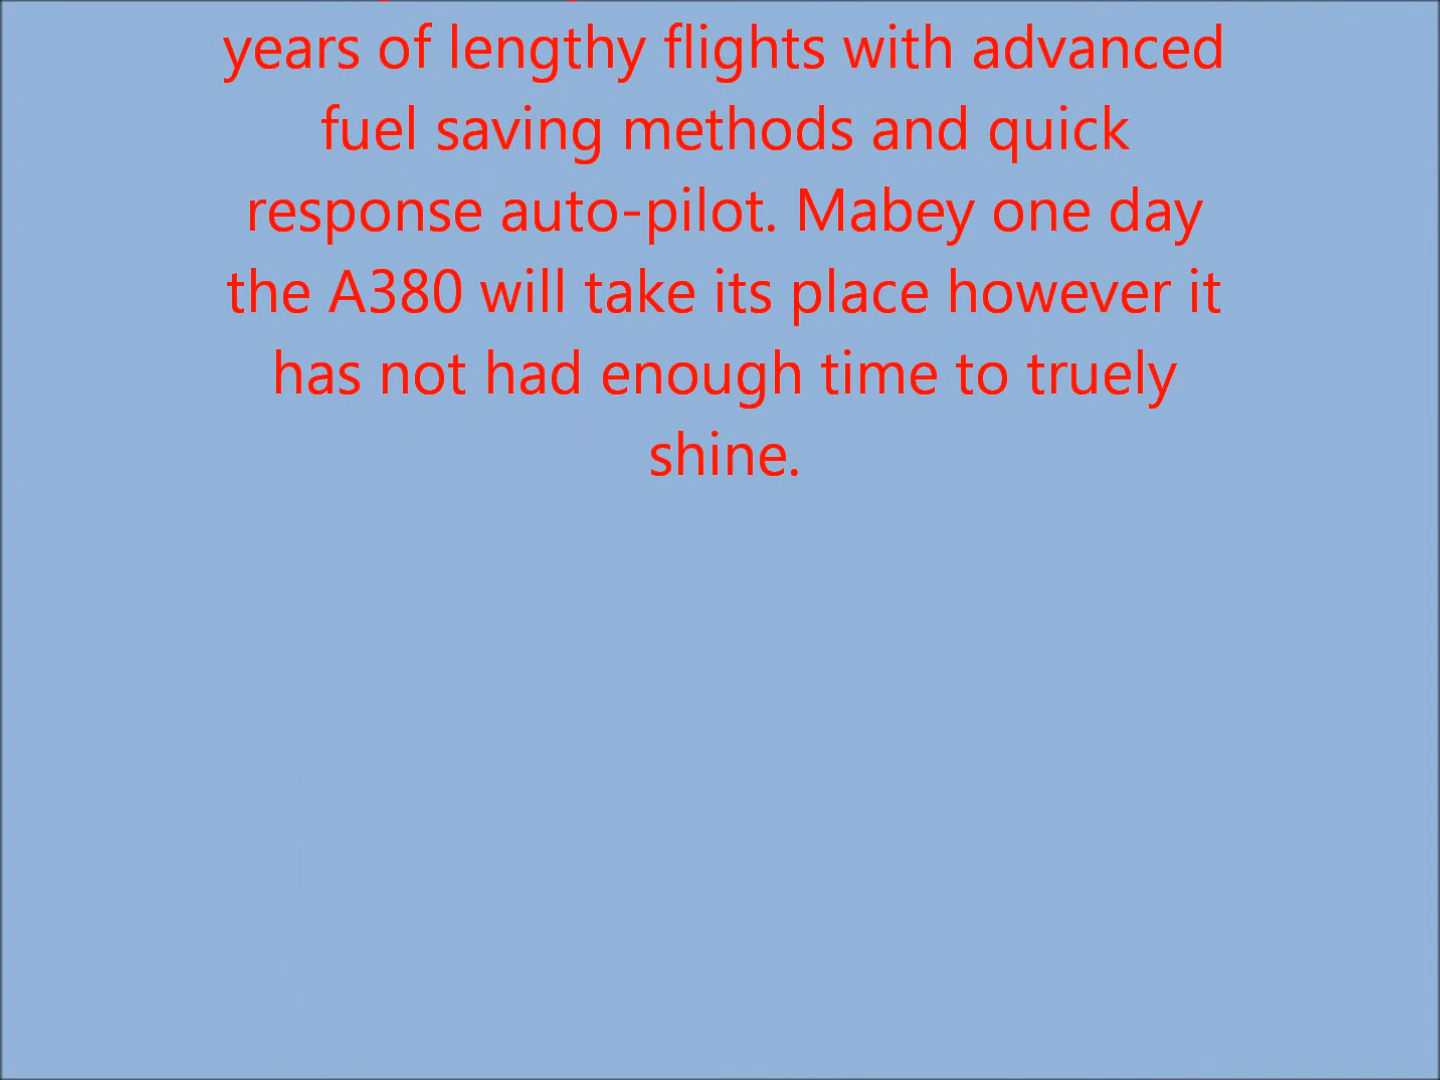 years of lengthy flights with advanced
fuel saving methods and quick
response auto-pilot. Mabey one day
the A380 will take its place however it
has not had enough time to truely
shine.